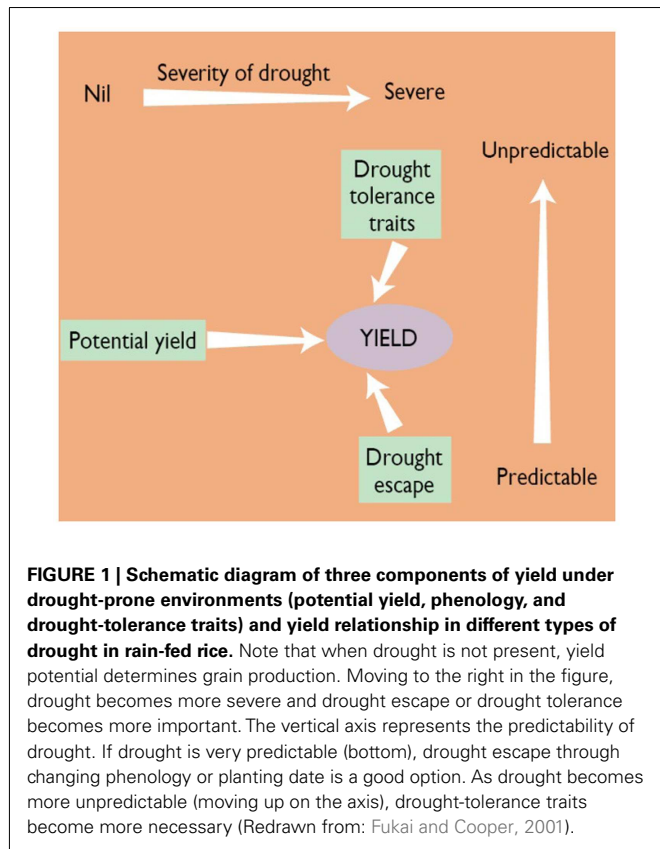 Severity of drought
Nil
Severe
Unpredictable
Drought
tolerance
traits
Potential yield
YIELD
Drought
escape
Predictable
FIGURE 1 | Schematic diagram of three components of yield under
drought-prone environments (potential yield, phenology, and
drought-tolerance traits) and yield relationship in different types of
drought in rain-fed rice. Note that when drought is not present, yield
potential determines grain production. Moving to the right in the figure,
drought becomes more severe and drought escape or drought tolerance
becomes more important. The vertical axis represents the predictability of
drought. If drought is very predictable (bottom), drought escape through
changing phenology or planting date is a good option. As drought becomes
more unpredictable (moving up on the axis), drought-tolerance traits
become more necessary (Redrawn from: Fukai and Cooper, 2001).